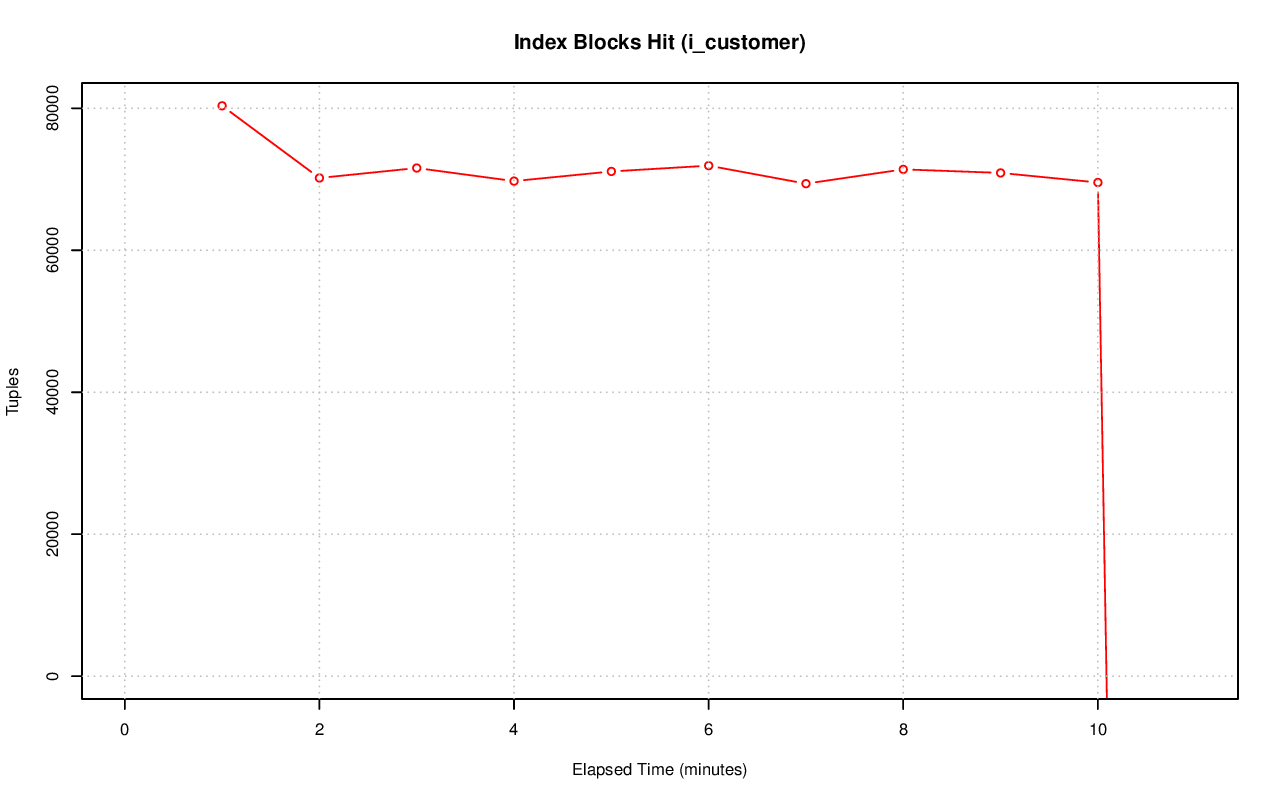 Index Blocks Hit (i_customer)
Tuples
80000
60000
40000
20000
0
0 2 4 6 8 10
Elapsed Time (minutes)